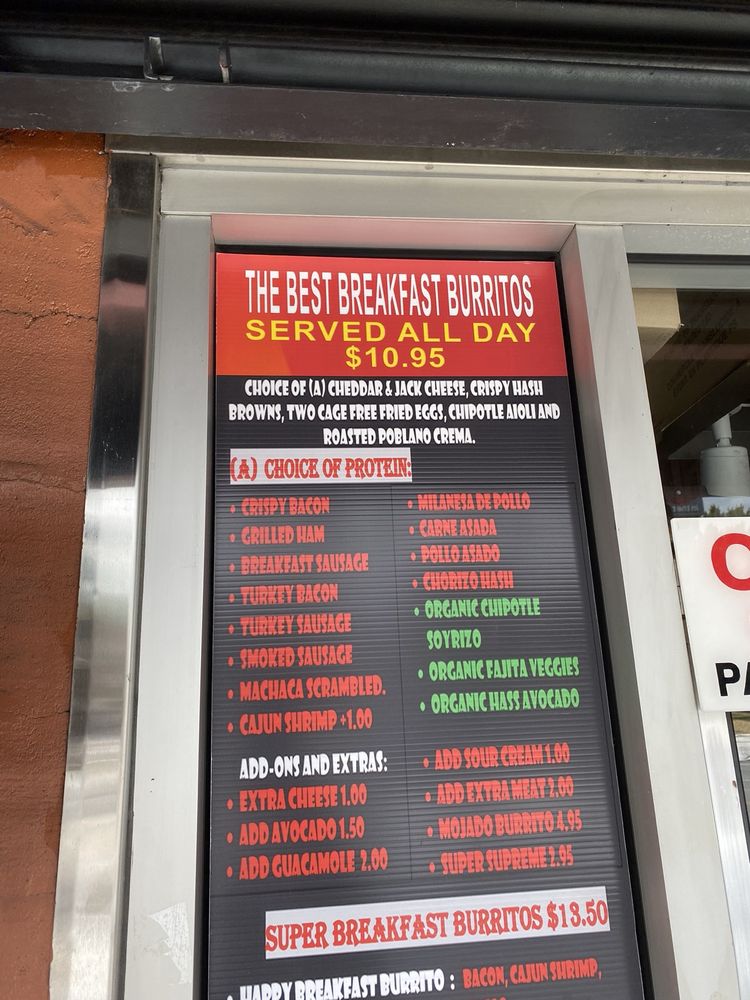 THE BEST BREAKFAST BURRITOS
SERVED ALL DAY
$10.95
CHOICE OF (A) CHEDDAR & JACK CHEESE, CRISPY HASH
BROWNS, TWO CAGE FREE FRIED EGGS, CHIPOTLE AIOLI AND
ROASTED POBLANO CREMA.
(A) CHOICE OF PROTEIN:
• CRISPY BACON
• GRILLED HAM
• BREAKFAST SAUSAGE
• TURKEY BACON
• TURKEY SAUSAGE
• SMOKED SAUSAGE
• MACHACA SCRAMBLED.
• CAJUN SHRIMP +1.00
• MILANESA DE POLLO
• CARNE ASADA
• POLLO ASADO
• CHORIZO HASH
• ORGANIC CHIPOTLE
SOYRIZO
• ORGANIC FAJITA VEGGIES
• ORGANIC HASS AVOCADO
ADD-ONS AND EXTRAS:
• EXTRA CHEESE 1.00
• ADD AVOCADO 1.50
• ADD GUACAMOLE 2.00
• ADD SOUR CREAM 1.00
• ADD EXTRA MEAT 2.00
• MOJADO BURRITO 4.95
• SUPER SUPREME 2.95
SUPER BREAKFAST BURRITOS $13.50
• HAPPY BREAKFAST BURRITO : BACON, CAJUN SHRIMP,